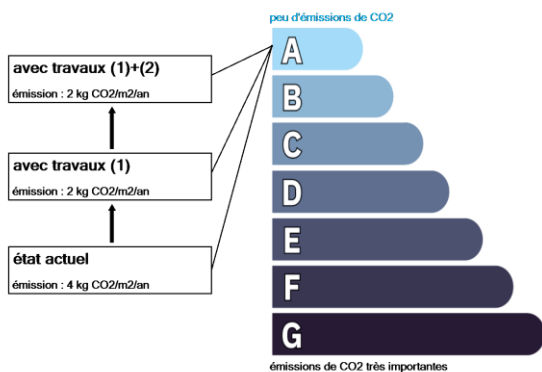 peu d'émissions de CO2
avec travaux (1)+(2)
émission : 2 kg CO2/m2/an
avec travaux (1)
émission : 2 kg CO2/m2/an
état actuel
émission : 4 kg CO2/m2/an
A
B
C
D
E
F
G
émissions de CO2 très importantes